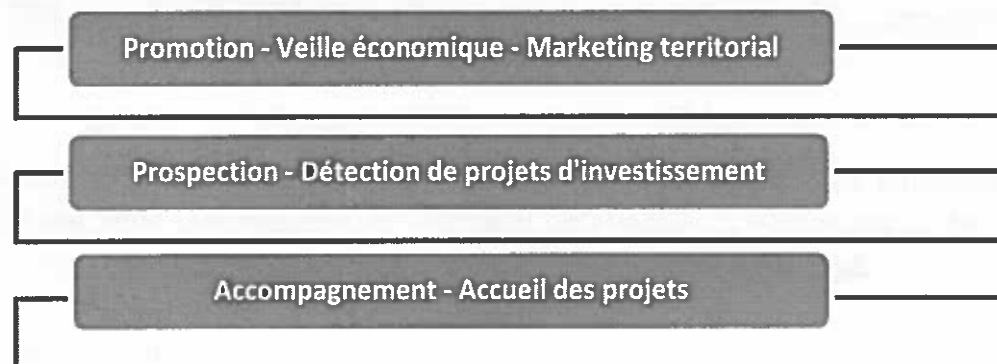 Promotion - Veille économique - Marketing territorial
Prospection - Détection de projets d'investissement
Accompagnement - Accueil des projets